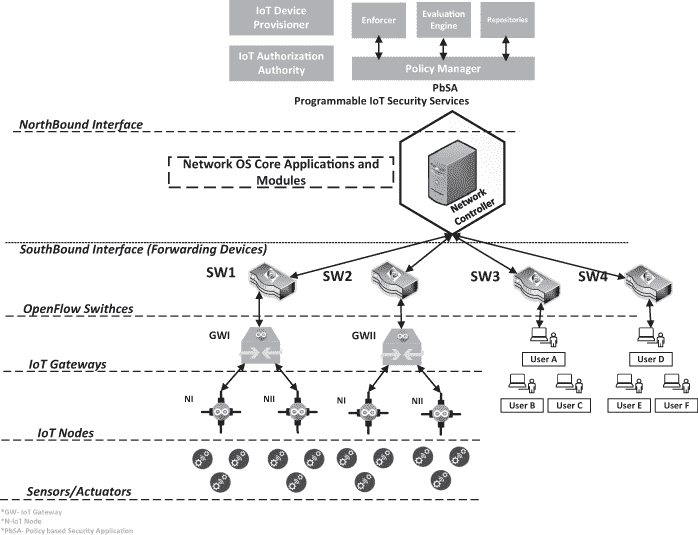 IoT Device Provisioner
Enforcer
Evaluation Engine
Repositories
IoT Authorization Authority
Policy Manager
PbSA
Programmable IoT Security Services
NorthBound Interface
Network OS Core Applications and Modules
Network Controller
SouthBound Interface (Forwarding Devices)
SW1
SW2
SW3
SW4
OpenFlow Swithces
GWI
GWII
User A
User D
IoT Gateways
NI
NII
NI
NII
User B
User C
User E
User F
IoT Nodes
Sensors/Actuators
*GW- IoT Gateway
*N-IoT Node
*PbSA- Policy based Security Application